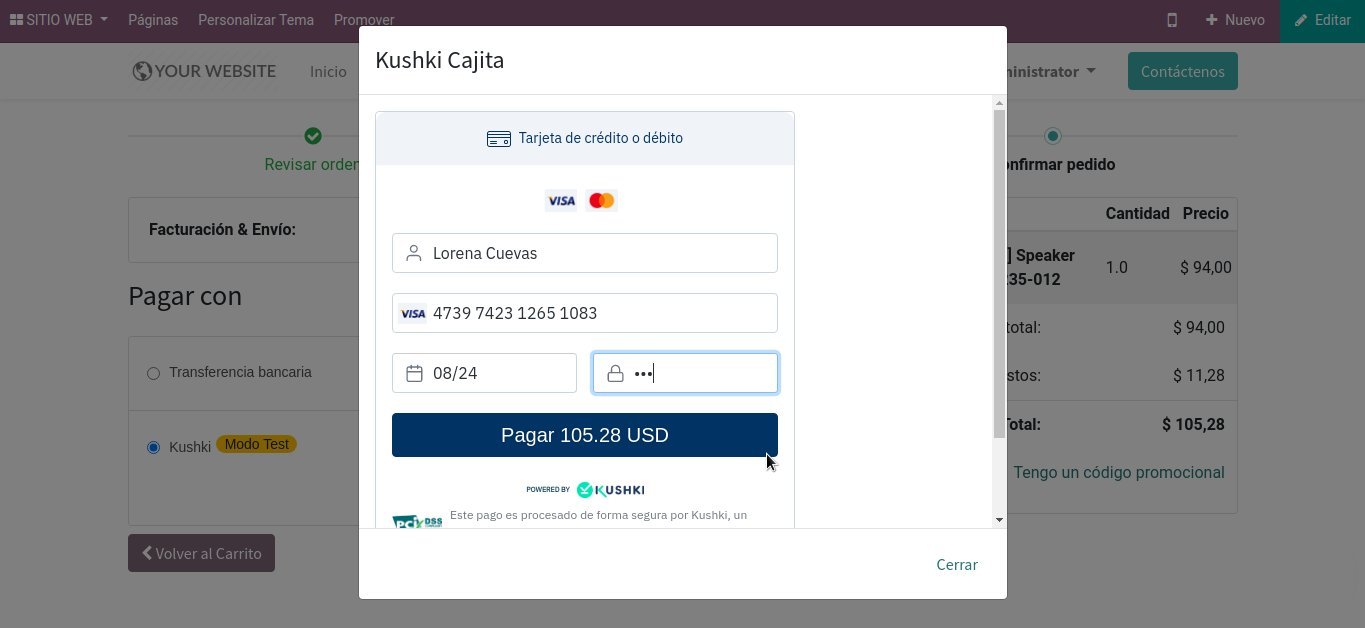 SITIO WEB Páginas Personalizar Tema Promover Nuevo Editar
Kushki Cajita
YOUR WEBSITE Inicio ministrator Contáctenos
Tarjeta de crédito o débito
Revisar orden onfirmar pedido
VISA
Facturación & Envío:
Cantidad Precio
Lorena Cuevas
] Speaker
35-012 1.0 $ 94,00
Pagar con
VISA 4739 7423 1265 1083
total: $ 94,00
Transferencia bancaria
08/24 •••
stos: $ 11,28
Pagar 105.28 USD
Total: $ 105,28
Kushki Modo Test
Tengo un código promocional
POWERED BY KUSHKI
Este pago es procesado de forma segura por Kushki, un
PCI DSS
Volver al Carrito
Cerrar